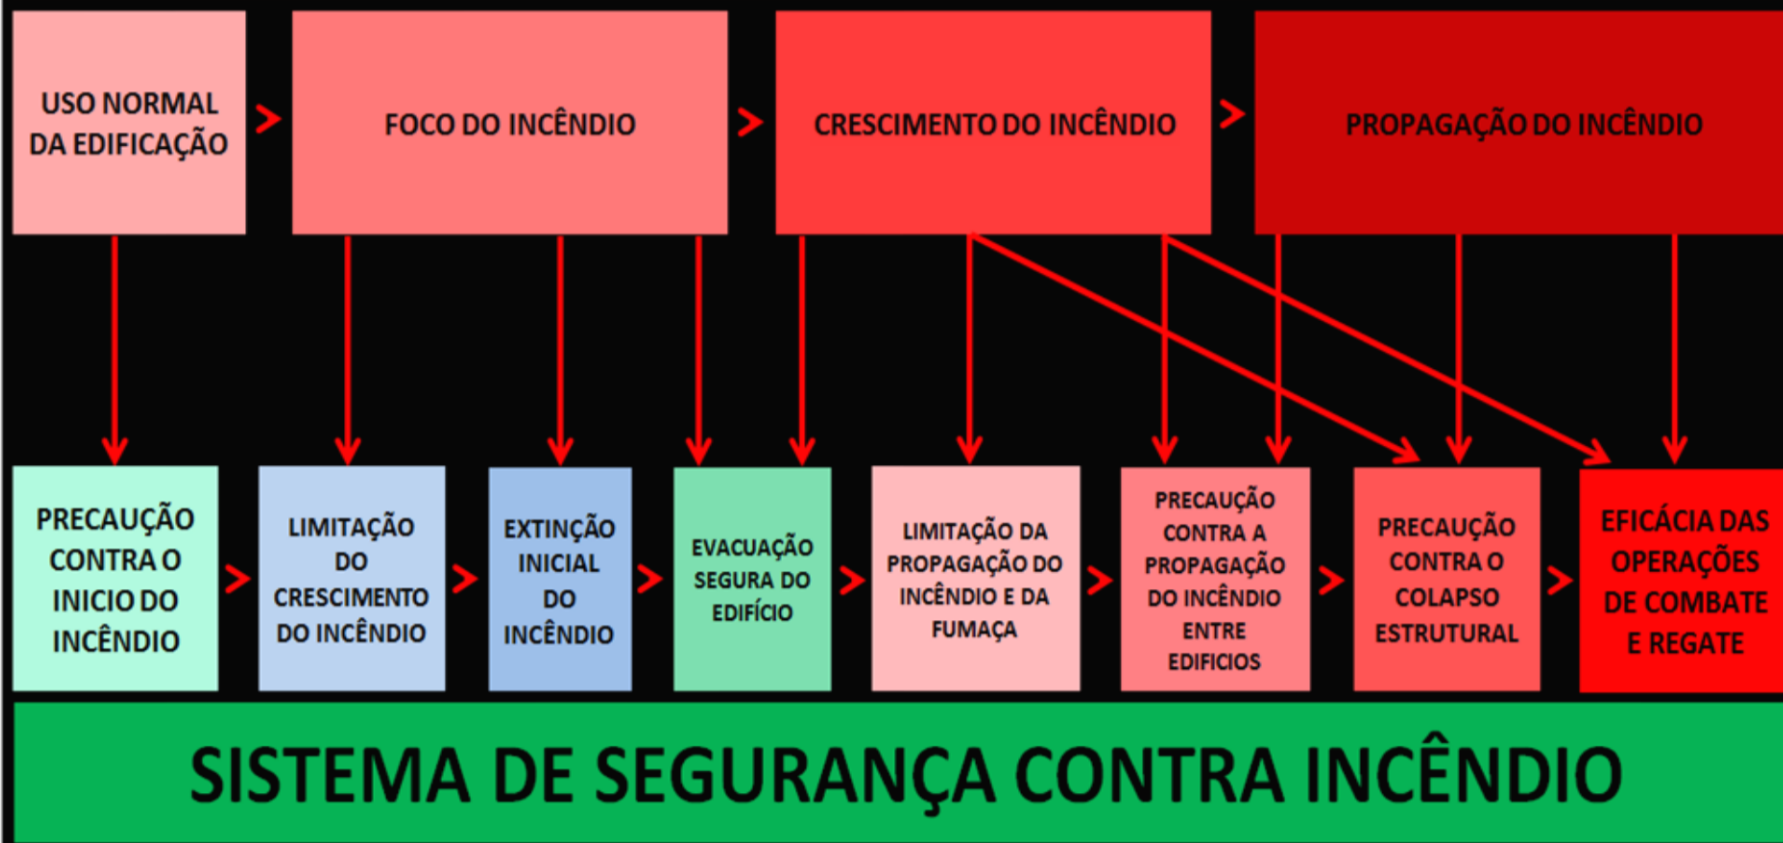 USO NORMAL
DA EDIFICAÇÃO
FOCO DO INCÊNDIO
CRESCIMENTO DO INCÊNDIO
PROPAGAÇÃO DO INCÊNDIO
PRECAUÇÃO
CONTRA O
INICIO DO
INCÊNDIO
LIMITAÇÃO
DO
CRESCIMENTO
DO INCÊNDIO
EXTINÇÃO
INICIAL
DO
INCÊNDIO
EVACUAÇÃO
SEGURA DO
EDIFÍCIO
LIMITAÇÃO DA
PROPAGAÇÃO DO
INCÊNDIO E DA
FUMAÇA
PRECAUÇÃO
CONTRA A
PROPAGAÇÃO
DO INCÊNDIO
ENTRE
EDIFICIOS
PRECAUÇÃO
CONTRA O
COLAPSO
ESTRUTURAL
EFICÁCIA DAS
OPERAÇÕES
DE COMBATE
E REGATE
SISTEMA DE SEGURANÇA CONTRA INCÊNDIO